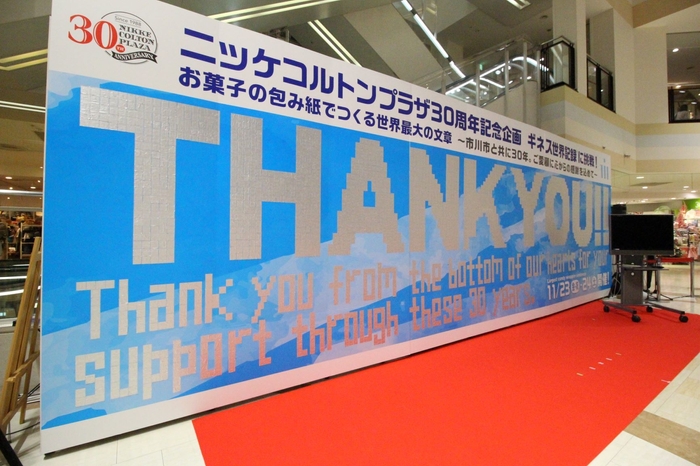 Since 1988
30TH
NIKKE
COLTON
PLAZA
ANNIVERSARY
ニッケコルトンプラザ30周年記念企画 ギネス世界記録に挑戦!
お菓子の包み紙でつくる世界最大の文章 ～市川市と共に30年、ご愛顧に心からの感謝を込めて～
THANK YOU!!
Thank you from the bottom of our hearts for your
support through these 30 years.
11/23